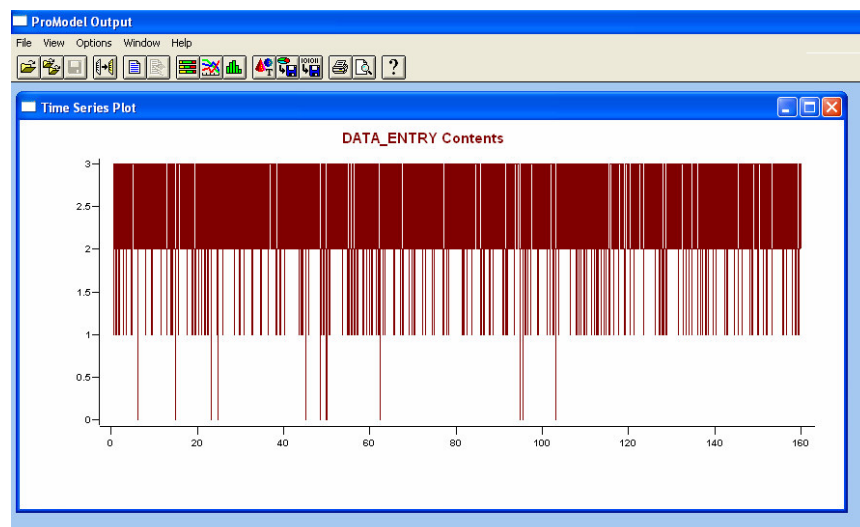 ProModel Output
File View Options Window Help
Time Series Plot
DATA_ENTRY Contents
3
2.5
2
1.5
1
0.5
0
0 20 40 60 80 100 120 140 160